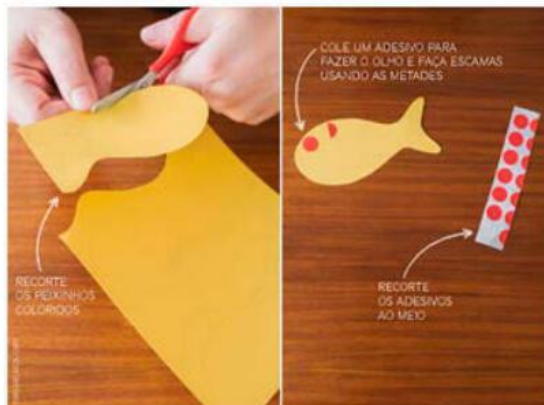 RECORTE
OS PEIXINHOS
COLORIDOS
COLE UM ADESIVO PARA
FAZER O OLHO E FAÇA ESCAMAS
USANDO AS METADES
RECORTE
OS ADESIVOS
AO MEIO